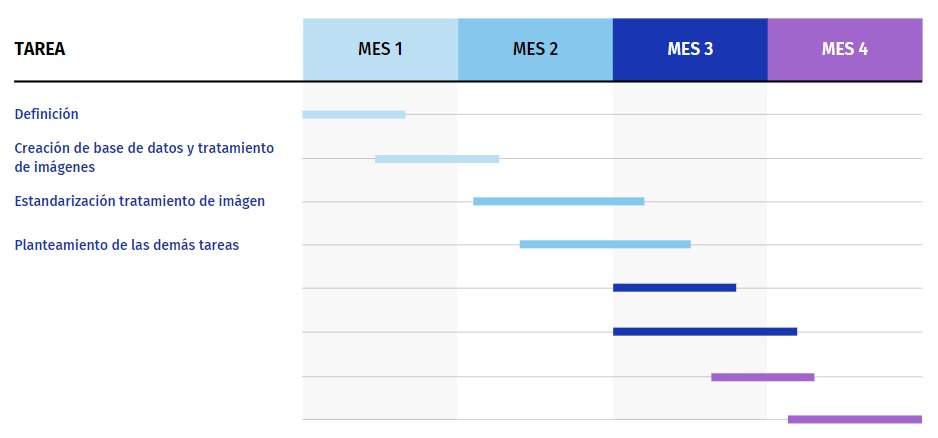 TAREA
MES 1
MES 2
MES 3
MES 4
Definición
Creación de base de datos y tratamiento
de imágenes
Estandarización tratamiento de imágen
Planteamiento de las demás tareas